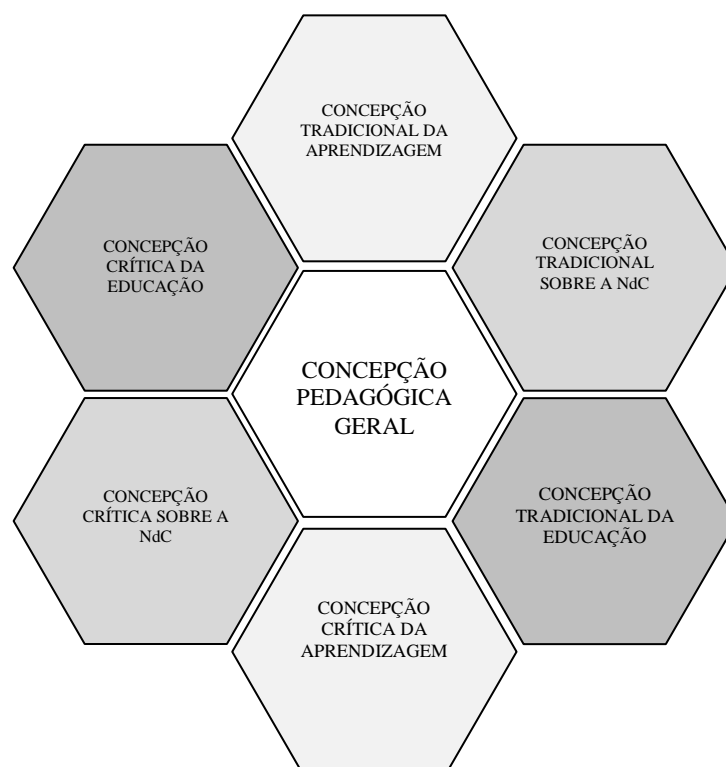 CONCEPÇÃO
TRADICIONAL DA
APRENDIZAGEM
CONCEPÇÃO
CRÍTICA DA
EDUCAÇÃO
CONCEPÇÃO
TRADICIONAL
SOBRE A NdC
CONCEPÇÃO
PEDAGÓGICA
GERAL
CONCEPÇÃO
CRÍTICA SOBRE A
NdC
CONCEPÇÃO
TRADICIONAL DA
EDUCAÇÃO
CONCEPÇÃO
CRÍTICA DA
APRENDIZAGEM